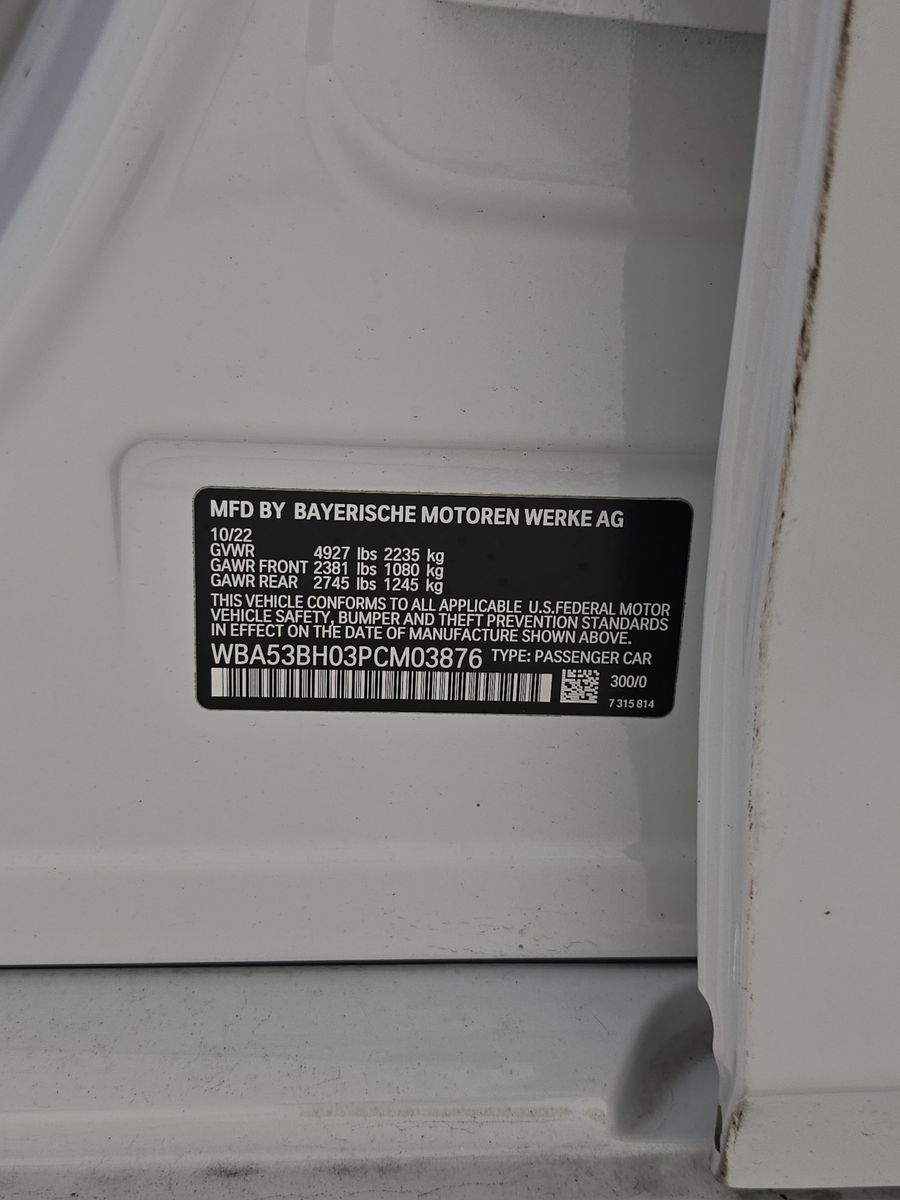 MFD BY BAYERISCHE MOTOREN WERKE AG
10/22
GVWR 4927 lbs 2235 kg
GAWR FRONT 2381 lbs 1080 kg
GAWR REAR 2745 lbs 1245 kg
THIS VEHICLE CONFORMS TO ALL APPLICABLE U.S.FEDERAL MOTOR
VEHICLE SAFETY, BUMPER AND THEFT PREVENTION STANDARDS
IN EFFECT ON THE DATE OF MANUFACTURE SHOWN ABOVE.
WBA53BH03PCM03876 TYPE: PASSENGER CAR
300/0
7 315 814